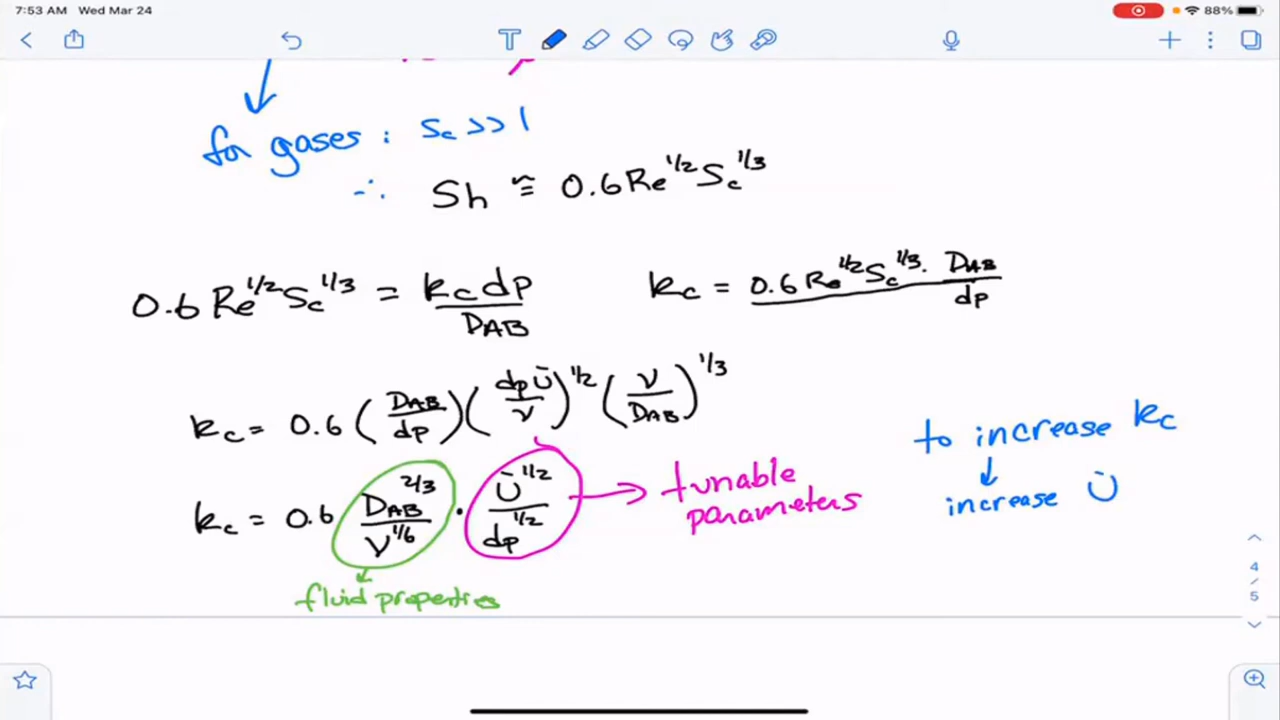 7:53 AM Wed Mar 24
88%
for gases : Sc >> 1
∴ Sh ≅ 0.6 Re^1/2 Sc^1/3
0.6 Re^1/2 Sc^1/3 = kc dp / DAB
kc = 0.6 Re^1/2 Sc^1/3 · DAB / dp
kc = 0.6 (DAB / dp) (dp Ū / ν)^1/2 (ν / DAB)^1/3
to increase kc
increase Ū
kc = 0.6 DAB^2/3 / ν^1/6 · Ū^1/2 / dp^1/2
tunable
parameters
fluid properties
4
/
5